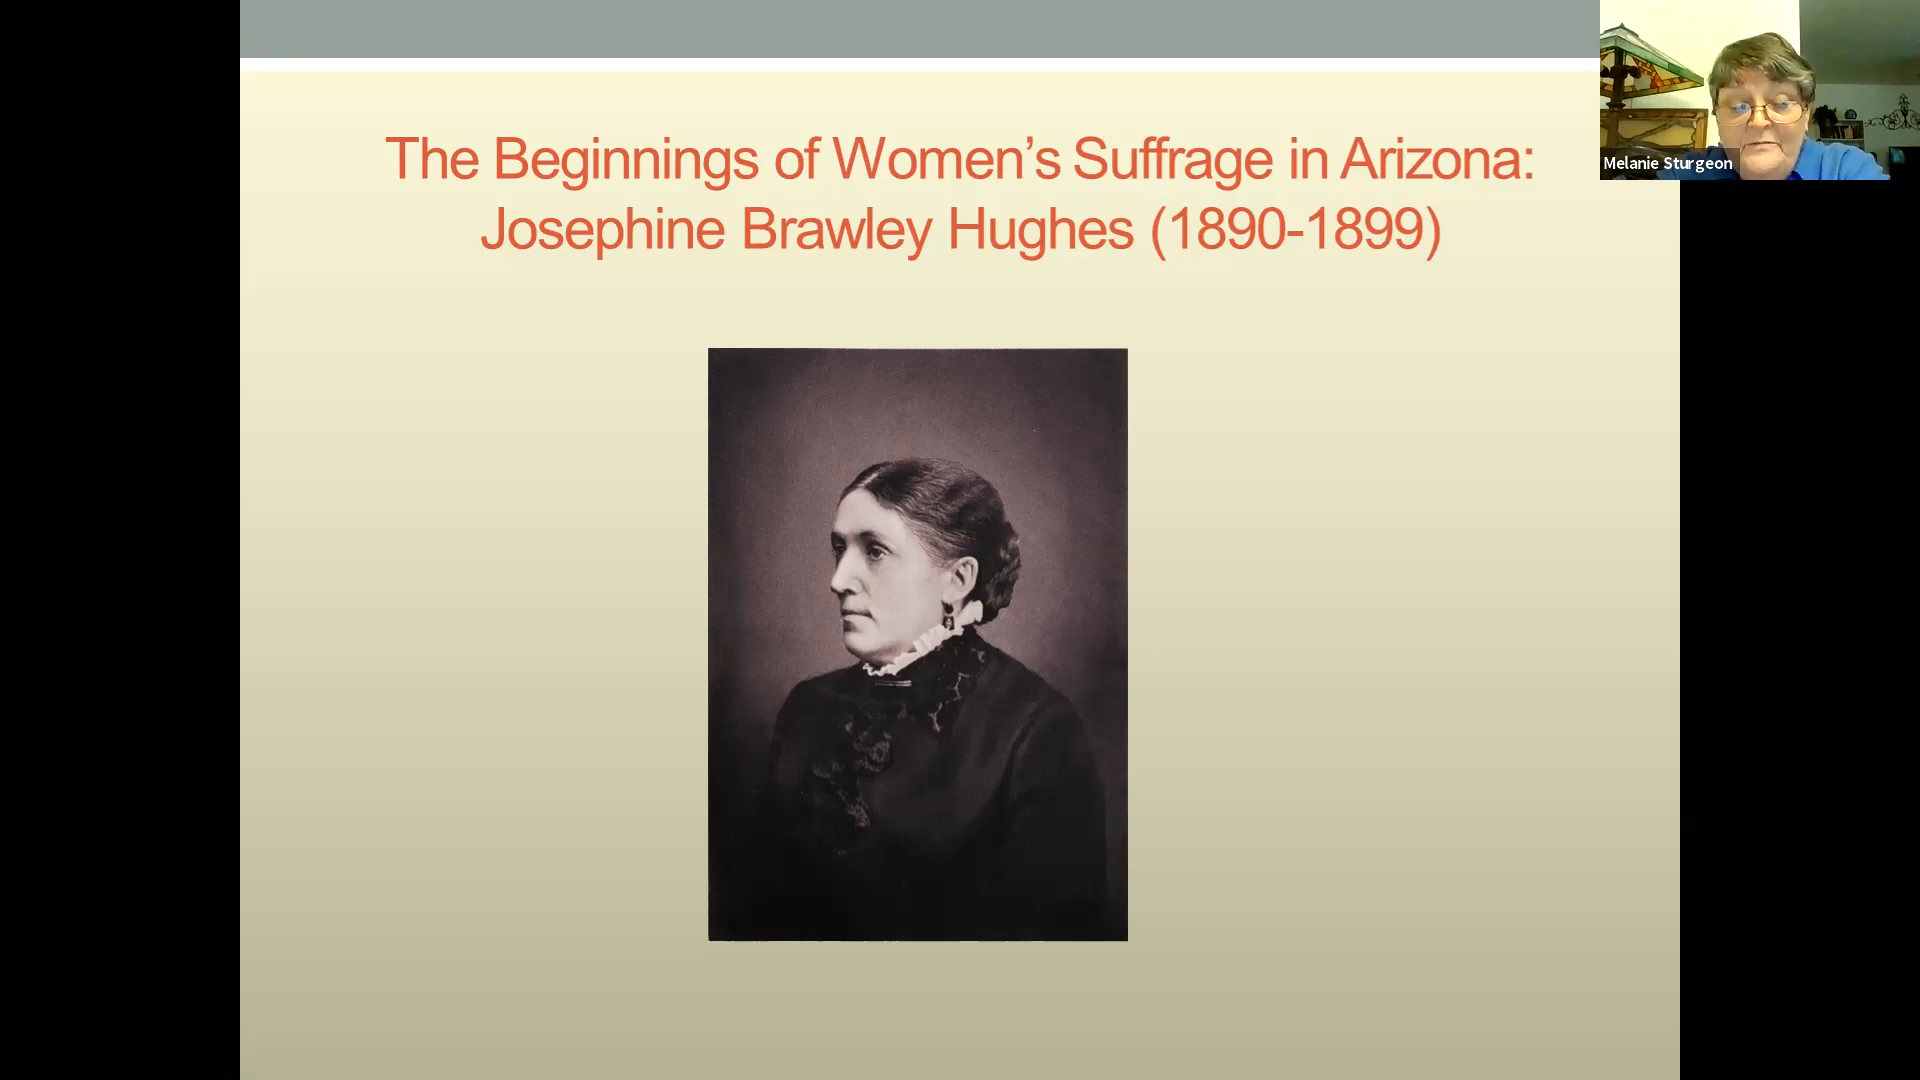 The Beginnings of Women’s Suffrage in Arizona:
Josephine Brawley Hughes (1890-1899)
Melanie Sturgeon